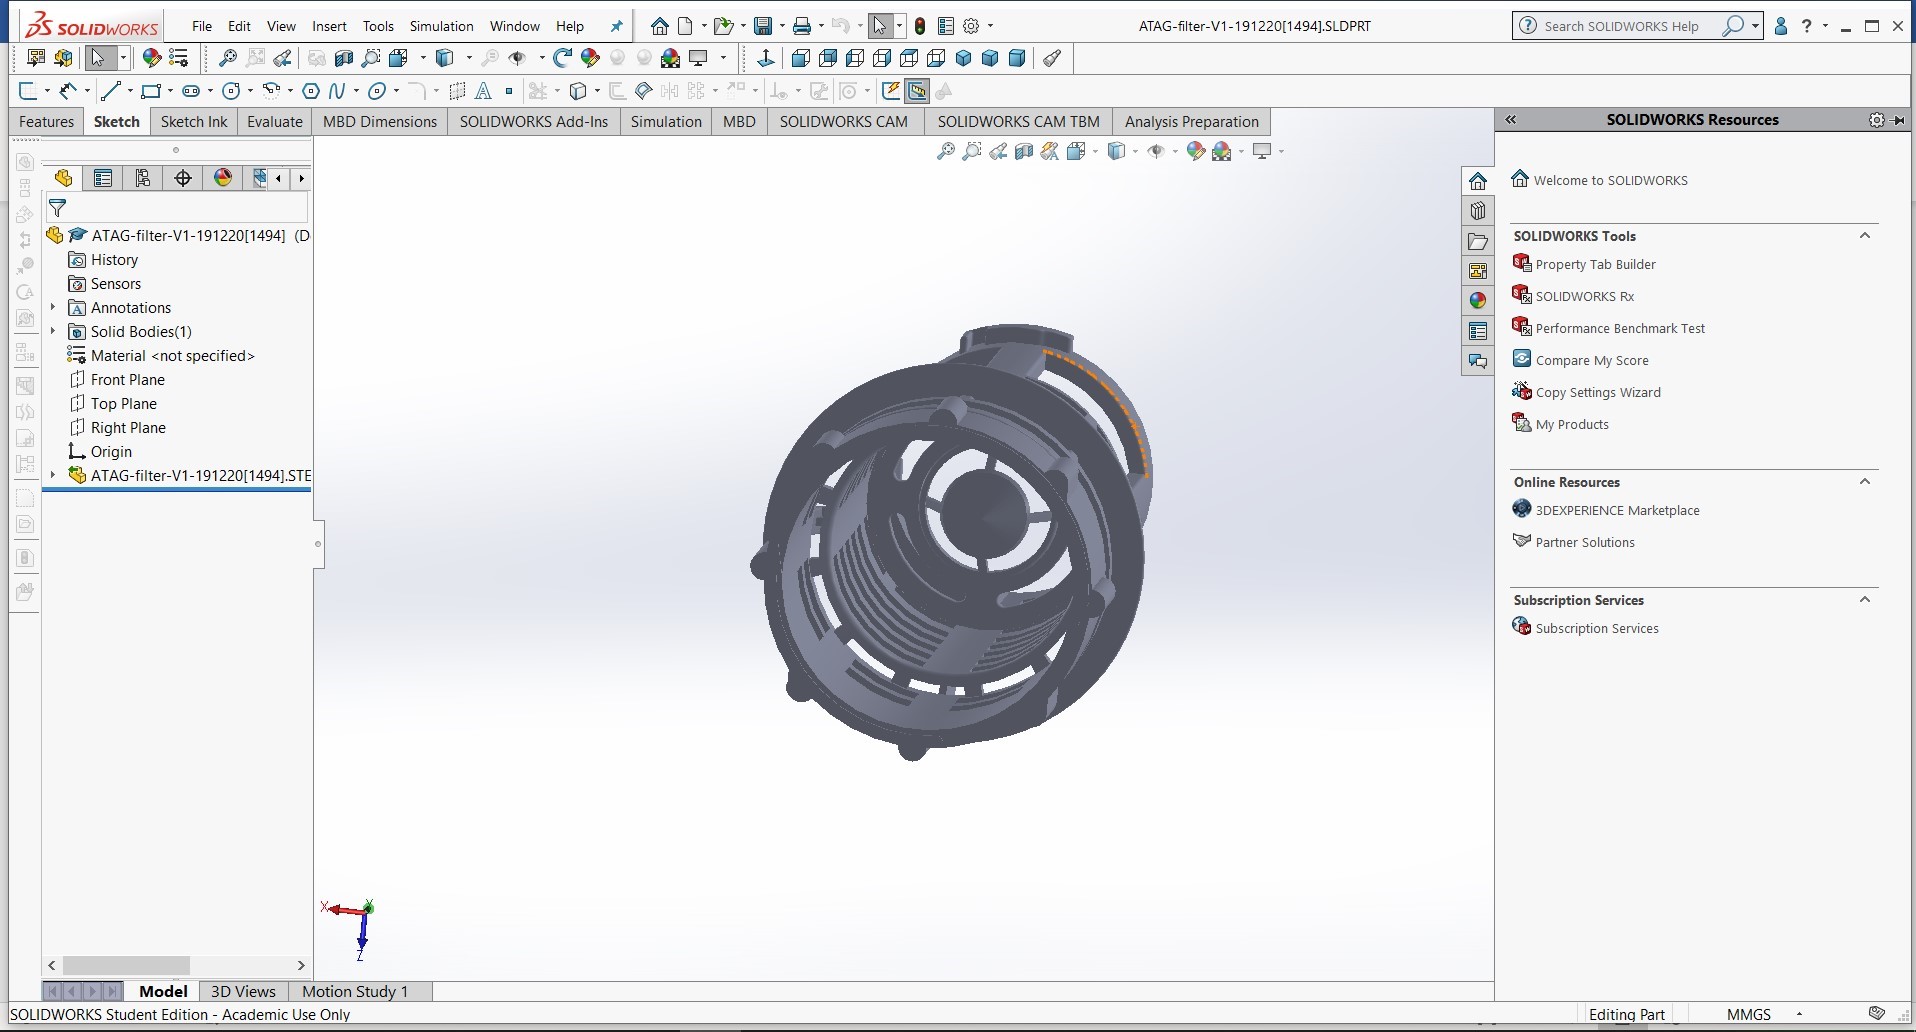 SOLIDWORKS File Edit View Insert Tools Simulation Window Help ATAG-filter-V1-191220[1494].SLDPRT Search SOLIDWORKS Help
Features Sketch Sketch Ink Evaluate MBD Dimensions SOLIDWORKS Add-Ins Simulation MBD SOLIDWORKS CAM SOLIDWORKS CAM TBM Analysis Preparation
ATAG-filter-V1-191220[1494] (D
History
Sensors
Annotations
Solid Bodies(1)
Material <not specified>
Front Plane
Top Plane
Right Plane
Origin
ATAG-filter-V1-191220[1494].STE
X Y
Z
Model 3D Views Motion Study 1
SOLIDWORKS Resources
Welcome to SOLIDWORKS
SOLIDWORKS Tools
Property Tab Builder
SOLIDWORKS Rx
Performance Benchmark Test
Compare My Score
Copy Settings Wizard
My Products
Online Resources
3DEXPERIENCE Marketplace
Partner Solutions
Subscription Services
Subscription Services
SOLIDWORKS Student Edition - Academic Use Only Editing Part MMGS